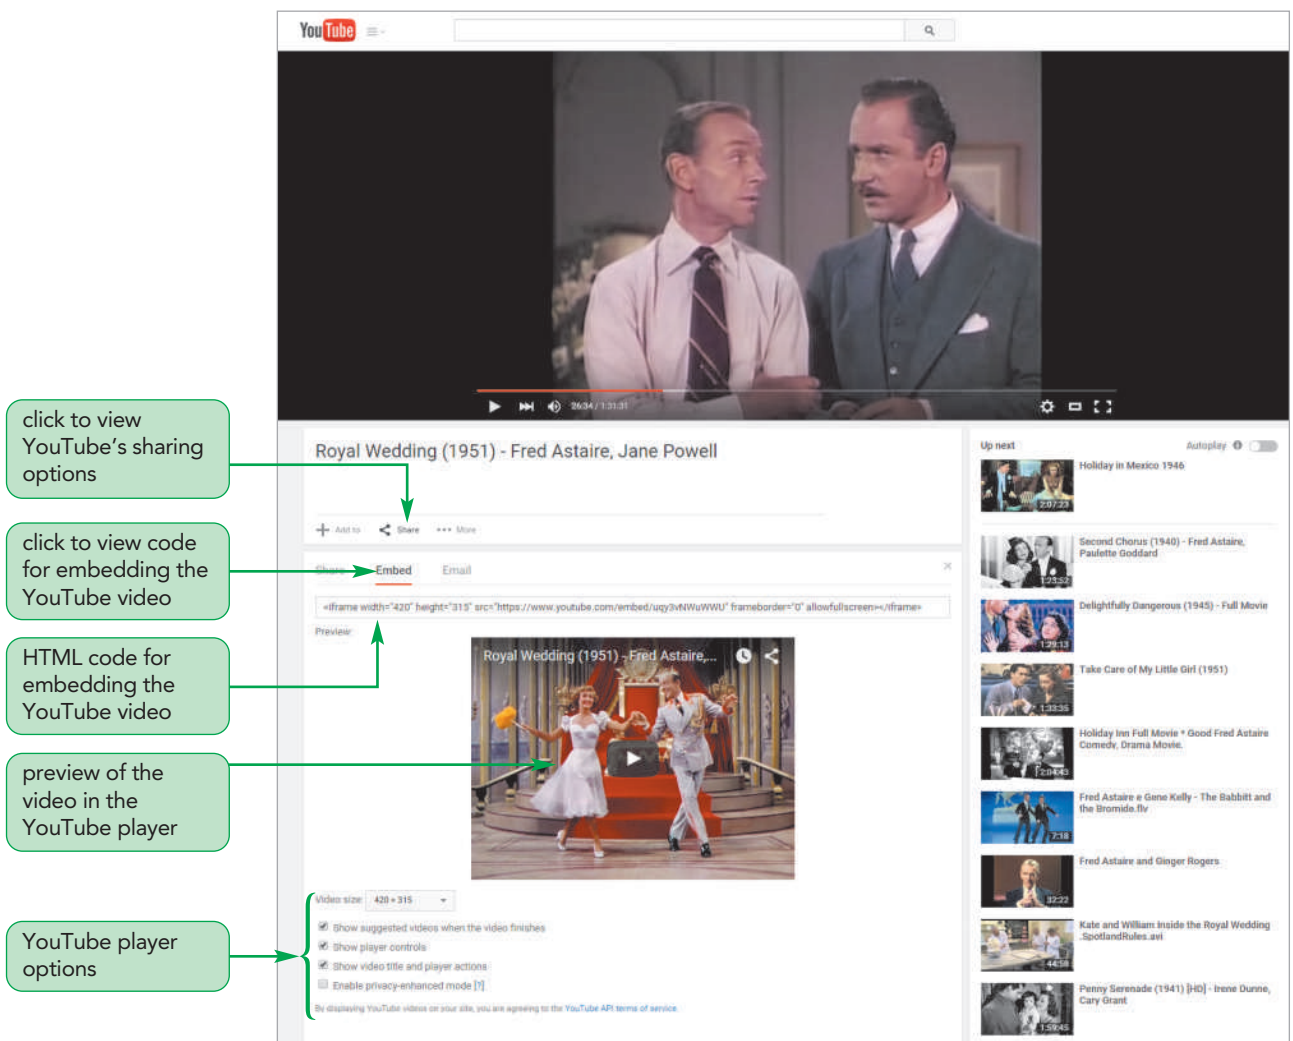 YouTube
26:34 / 1:31:31
click to view
YouTube's sharing
options
click to view code
for embedding the
YouTube video
HTML code for
embedding the
YouTube video
preview of the
video in the
YouTube player
YouTube player
options
Royal Wedding (1951) - Fred Astaire, Jane Powell
Add to Share More
Share Embed Email
<iframe width="420" height="315" src="https://www.youtube.com/embed/uqy3vNWuWWU" frameborder="0" allowfullscreen></iframe>
Preview:
Royal Wedding (1951) - Fred Astaire,...
Video size: 420 × 315
Show suggested videos when the video finishes
Show player controls
Show video title and player actions
Enable privacy-enhanced mode [?]
By displaying YouTube videos on your site, you are agreeing to the YouTube API terms of service.
Up next Autoplay
Holiday in Mexico 1946
2:07:23
Second Chorus (1940) - Fred Astaire,
Paulette Goddard
1:23:52
Delightfully Dangerous (1945) - Full Movie
1:29:13
Take Care of My Little Girl (1951)
1:33:35
Holiday Inn Full Movie * Good Fred Astaire
Comedy, Drama Movie.
2:04:43
Fred Astaire e Gene Kelly - The Babbitt and
the Bromide.flv
7:18
Fred Astaire and Ginger Rogers
32:22
Kate and William Inside the Royal Wedding
.SpotlandRules.avi
44:58
Penny Serenade (1941) [HD] - Irene Dunne,
Cary Grant
1:59:45